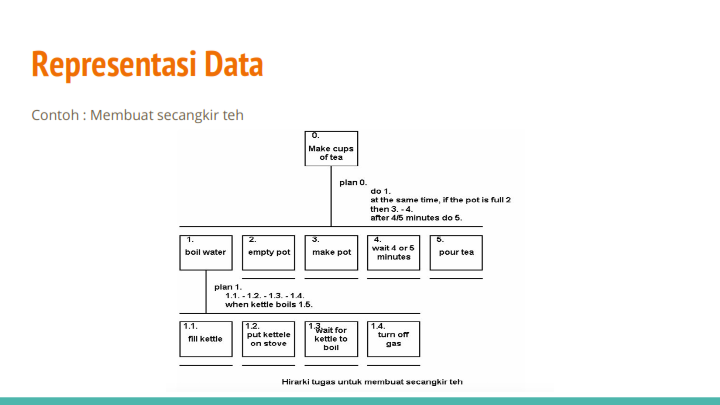 Representasi Data
Contoh : Membuat secangkir teh
0.
Make cups
of tea
plan 0.
do 1.
at the same time, if the pot is full 2
then 3. - 4.
after 4/5 minutes do 5.
1.
boil water
2.
empty pot
3.
make pot
4.
wait 4 or 5
minutes
5.
pour tea
plan 1.
1.1. - 1.2. - 1.3. - 1.4.
when kettle boils 1.5.
1.1.
fill kettle
1.2.
put kettele
on stove
1.3.
wait for
kettle to
boil
1.4.
turn off
gas
Hirarki tugas untuk membuat secangkir teh